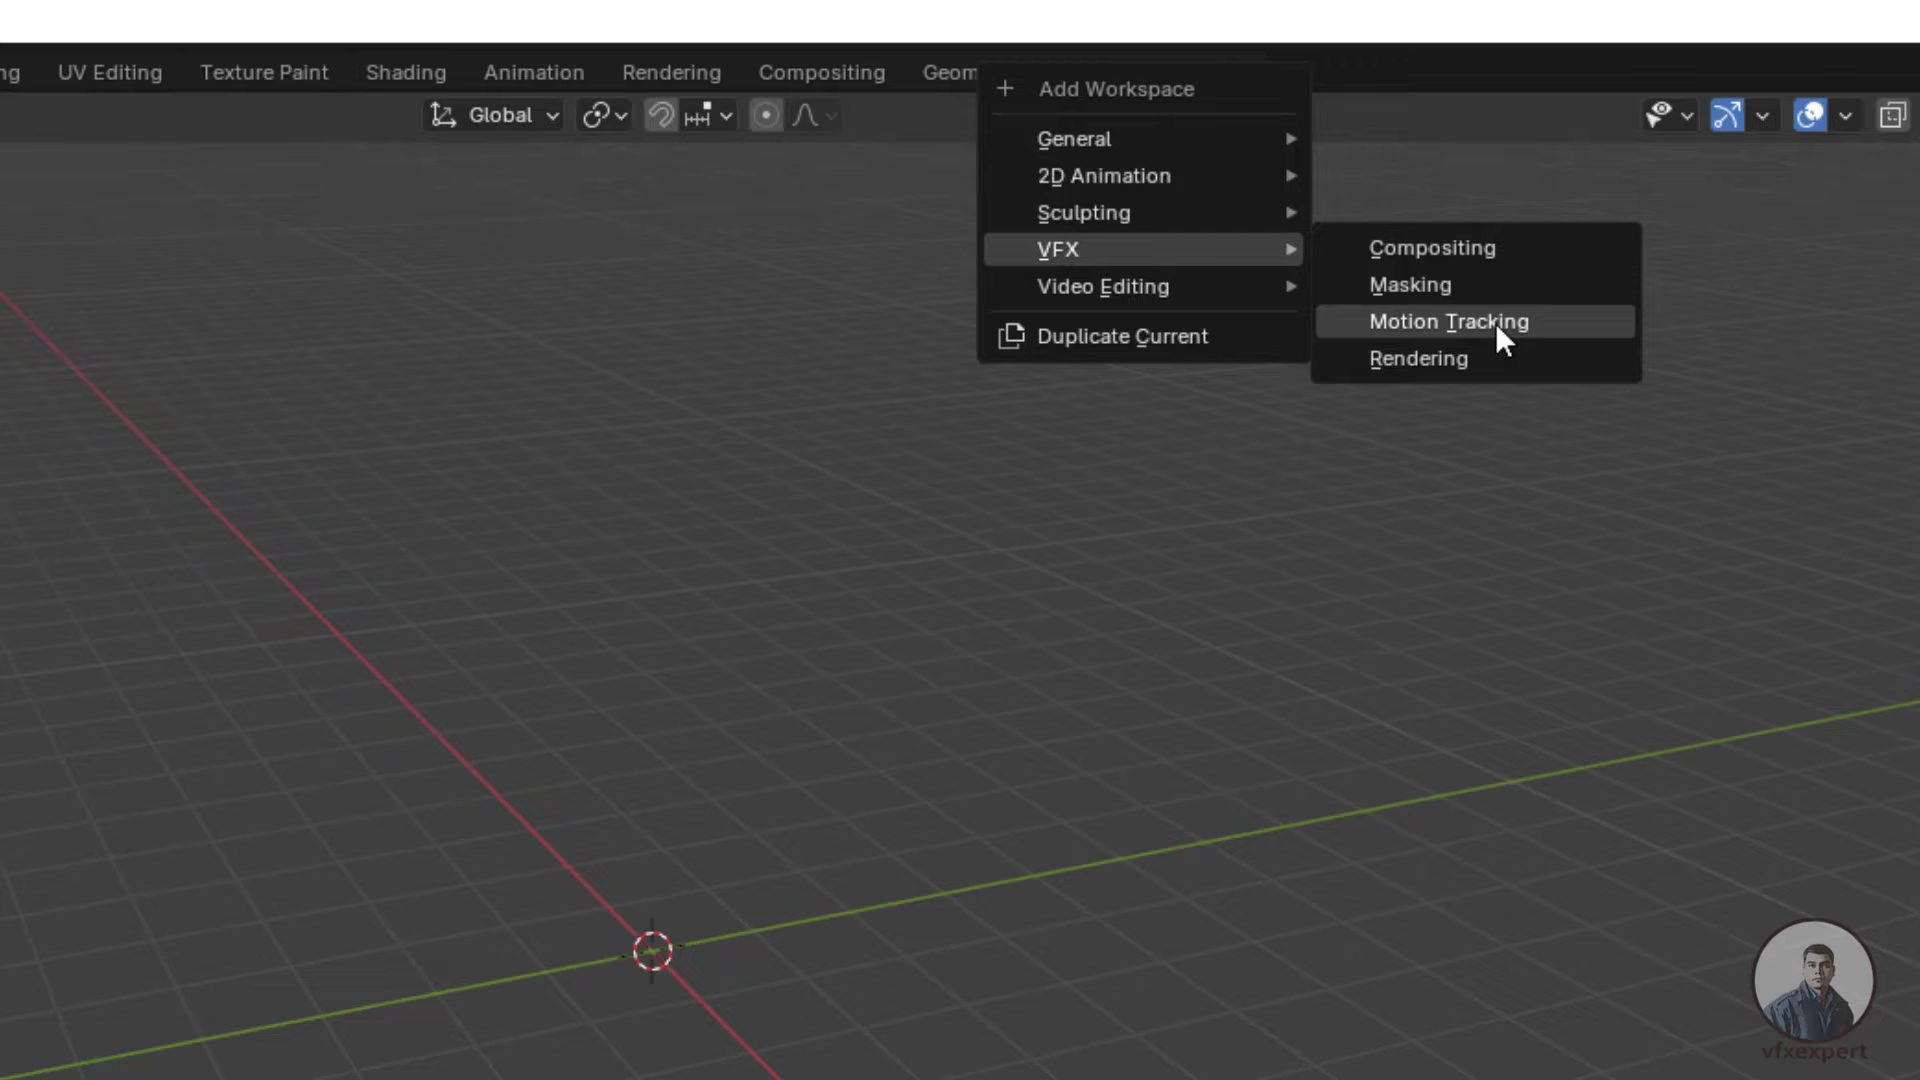 ng UV Editing Texture Paint Shading Animation Rendering Compositing Geom
Global
Add Workspace
General
2D Animation
Sculpting
VFX
Video Editing
Duplicate Current
Compositing
Masking
Motion Tracking
Rendering
vfxexpert